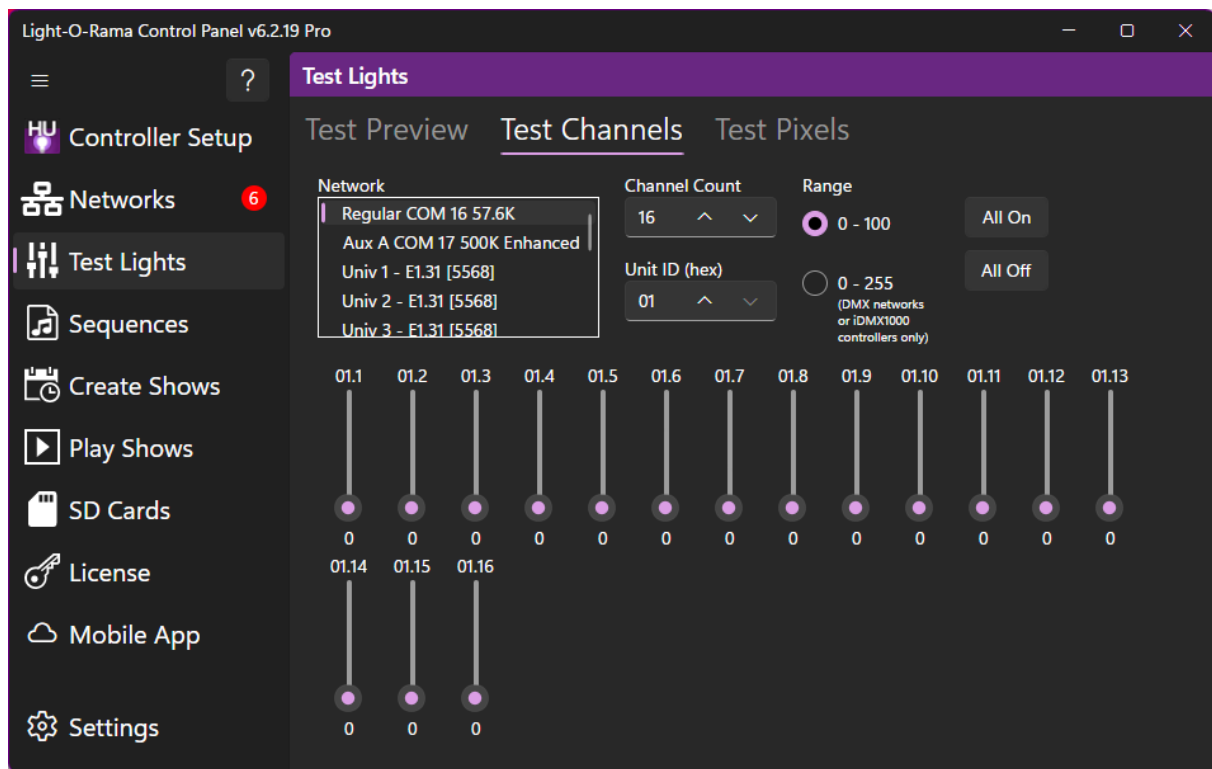 Light-O-Rama Control Panel v6.2.19 Pro
?
Test Lights
HU Controller Setup
Networks 6
Test Lights
Sequences
Create Shows
Play Shows
SD Cards
License
Mobile App
Settings
Test Preview Test Channels Test Pixels
Network
Regular COM 16 57.6K
Aux A COM 17 500K Enhanced
Univ 1 - E1.31 [5568]
Univ 2 - E1.31 [5568]
Univ 3 - E1.31 [5568]
Channel Count
16
Unit ID (hex)
01
Range
0 - 100
0 - 255
(DMX networks
or iDMX1000
controllers only)
All On
All Off
01.1 01.2 01.3 01.4 01.5 01.6 01.7 01.8 01.9 01.10 01.11 01.12 01.13
0 0 0 0 0 0 0 0 0 0 0 0 0
01.14 01.15 01.16
0 0 0